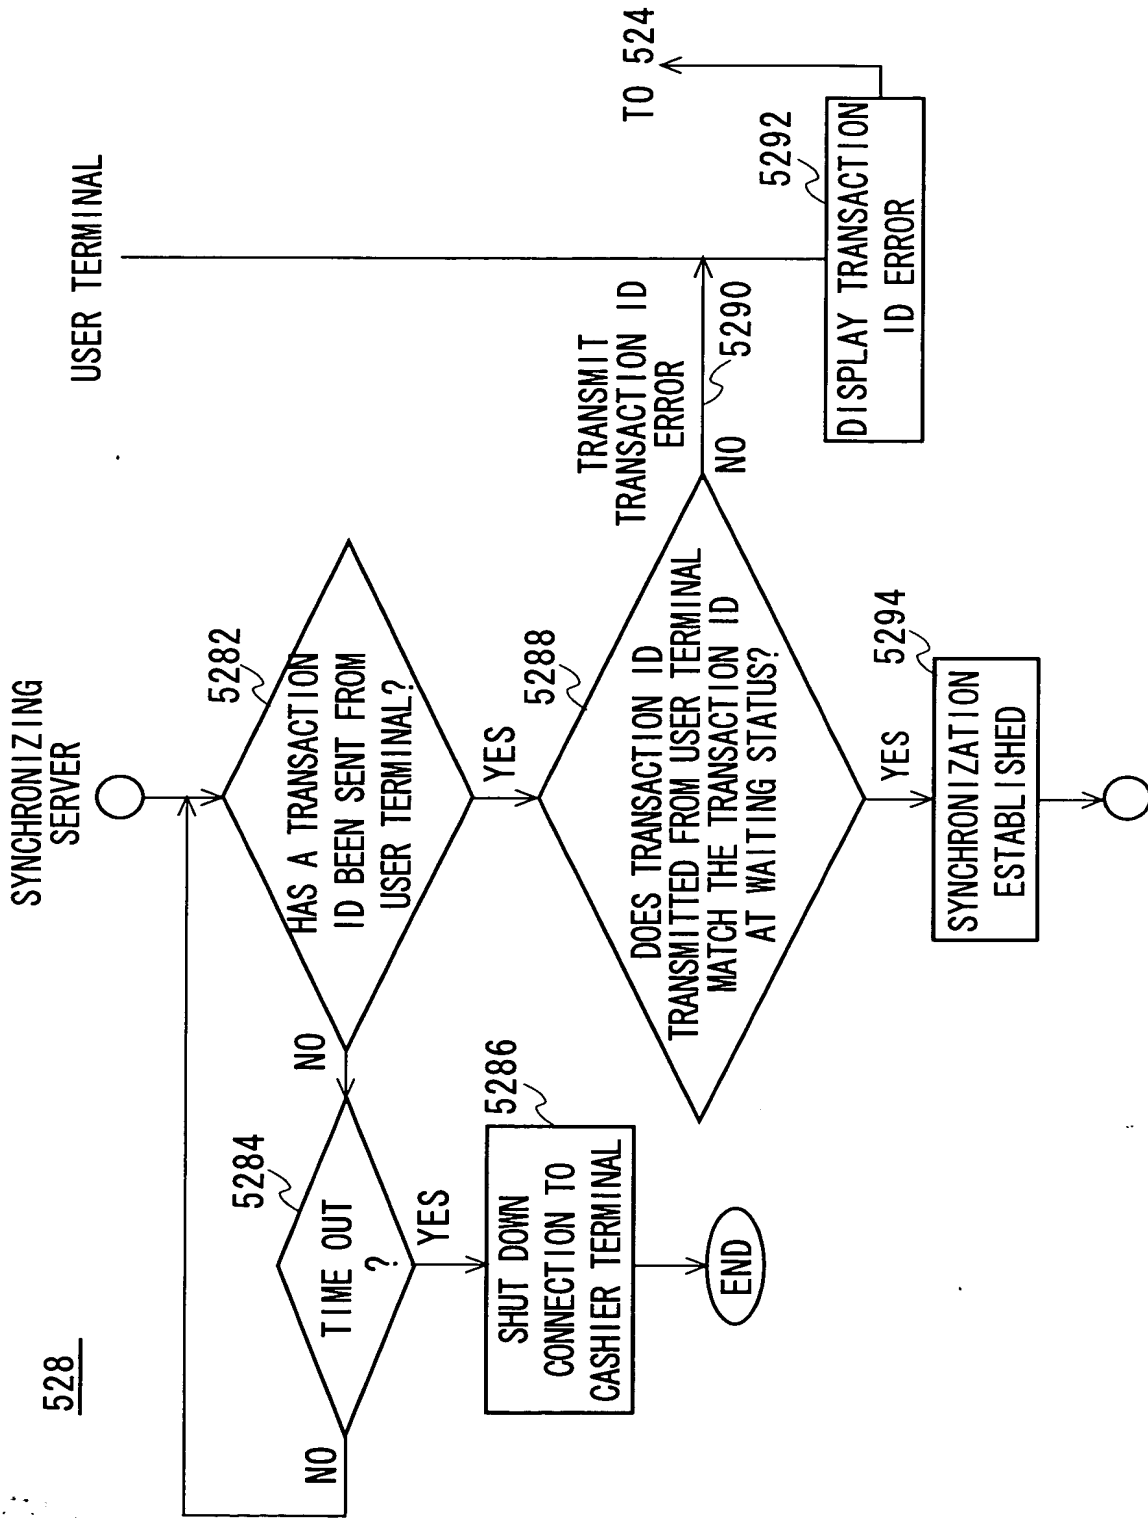 528
SYNCHRONIZING
SERVER
USER TERMINAL
5282
HAS A TRANSACTION
ID BEEN SENT FROM
USER TERMINAL?
NO
YES
5284
TIME OUT
?
NO
YES
5286
SHUT DOWN
CONNECTION TO
CASHIER TERMINAL
END
5288
DOES TRANSACTION ID
TRANSMITTED FROM USER TERMINAL
MATCH THE TRANSACTION ID
AT WAITING STATUS?
NO
TRANSMIT
TRANSACTION ID
ERROR
5290
YES
5292
DISPLAY TRANSACTION
ID ERROR
TO 524
5294
SYNCHRONIZATION
ESTABLISHED